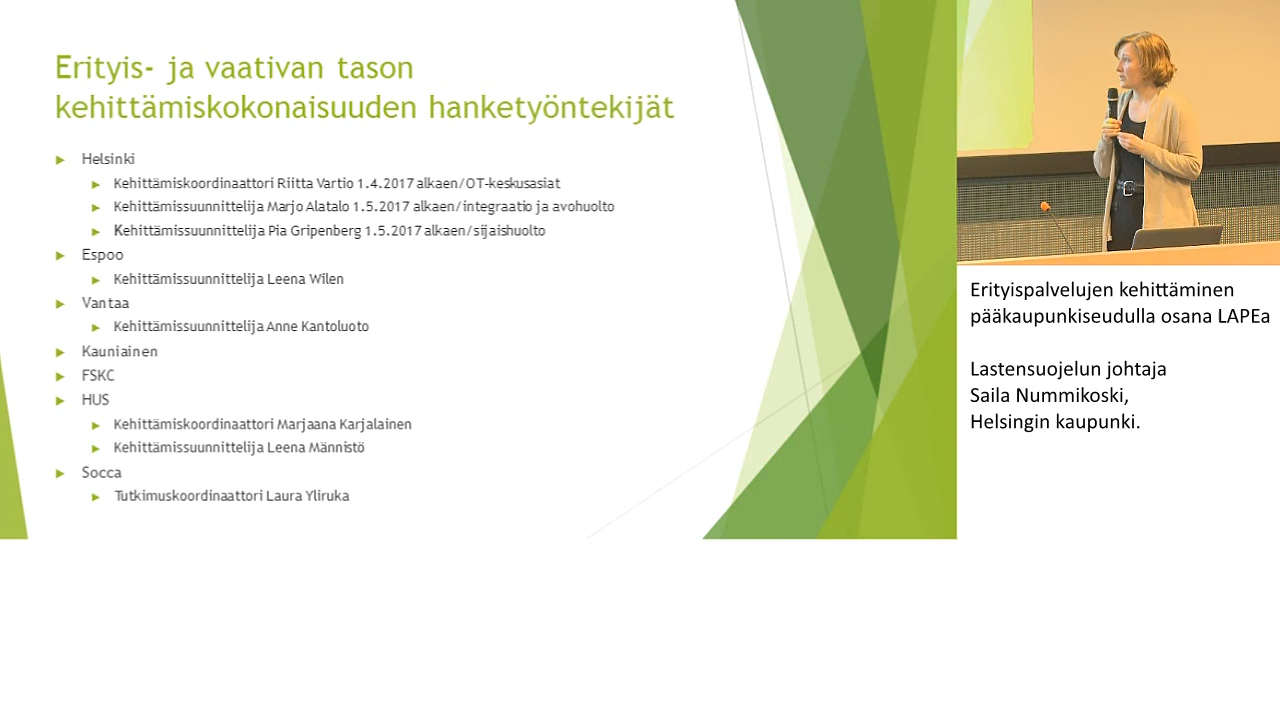 Erityis- ja vaativan tason
kehittämiskokonaisuuden hanketyöntekijät
Helsinki
Kehittämiskoordinaattori Riitta Vartio 1.4.2017 alkaen/OT-keskusasiat
Kehittämissuunnittelija Marjo Alatalo 1.5.2017 alkaen/integraatio ja avohuolto
Kehittämissuunnittelija Pia Gripenberg 1.5.2017 alkaen/sijaishuolto
Espoo
Kehittämissuunnittelija Leena Wilen
Vantaa
Kehittämissuunnittelija Anne Kantoluoto
Kauniainen
FSKC
HUS
Kehittämiskoordinaattori Marjaana Karjalainen
Kehittämissuunnittelija Leena Männistö
Socca
Tutkimuskoordinaattori Laura Yliruka
Erityispalvelujen kehittäminen
pääkaupunkiseudulla osana LAPEa
Lastensuojelun johtaja
Saila Nummikoski,
Helsingin kaupunki.